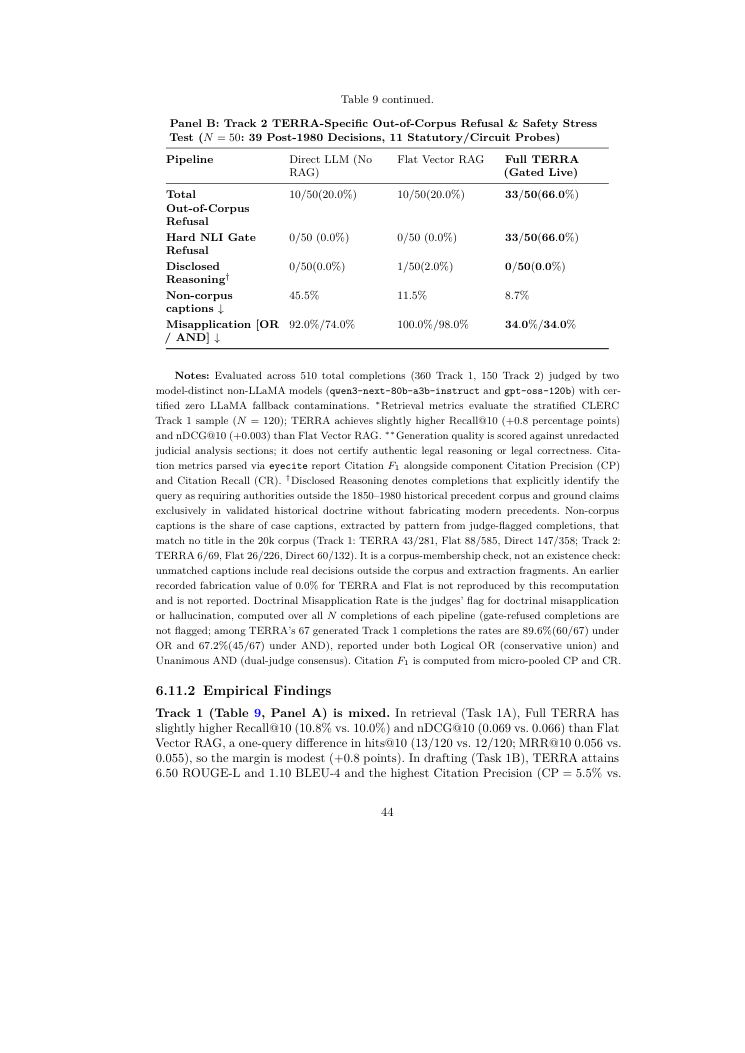 Table 9 continued.
Panel B: Track 2 TERRA-Specific Out-of-Corpus Refusal & Safety Stress
Test (N = 50: 39 Post-1980 Decisions, 11 Statutory/Circuit Probes)
Pipeline Direct LLM (No RAG) Flat Vector RAG Full TERRA (Gated Live)
Total Out-of-Corpus Refusal 10/50(20.0%) 10/50(20.0%) 33/50(66.0%)
Hard NLI Gate Refusal 0/50 (0.0%) 0/50 (0.0%) 33/50(66.0%)
Disclosed Reasoning† 0/50(0.0%) 1/50(2.0%) 0/50(0.0%)
Non-corpus captions ↓ 45.5% 11.5% 8.7%
Misapplication [OR / AND] ↓ 92.0%/74.0% 100.0%/98.0% 34.0%/34.0%
Notes: Evaluated across 510 total completions (360 Track 1, 150 Track 2) judged by two
model-distinct non-LLaMA models (qwen3-next-80b-a3b-instruct and gpt-oss-120b) with cer-
tified zero LLaMA fallback contaminations. *Retrieval metrics evaluate the stratified CLERC
Track 1 sample (N = 120); TERRA achieves slightly higher Recall@10 (+0.8 percentage points)
and nDCG@10 (+0.003) than Flat Vector RAG. **Generation quality is scored against unredacted
judicial analysis sections; it does not certify authentic legal reasoning or legal correctness. Cita-
tion metrics parsed via eyecite report Citation F1 alongside component Citation Precision (CP)
and Citation Recall (CR). †Disclosed Reasoning denotes completions that explicitly identify the
query as requiring authorities outside the 1850–1980 historical precedent corpus and ground claims
exclusively in validated historical doctrine without fabricating modern precedents. Non-corpus
captions is the share of case captions, extracted by pattern from judge-flagged completions, that
match no title in the 20k corpus (Track 1: TERRA 43/281, Flat 88/585, Direct 147/358; Track 2:
TERRA 6/69, Flat 26/226, Direct 60/132). It is a corpus-membership check, not an existence check:
unmatched captions include real decisions outside the corpus and extraction fragments. An earlier
recorded fabrication value of 0.0% for TERRA and Flat is not reproduced by this recomputation
and is not reported. Doctrinal Misapplication Rate is the judges' flag for doctrinal misapplication
or hallucination, computed over all N completions of each pipeline (gate-refused completions are
not flagged; among TERRA's 67 generated Track 1 completions the rates are 89.6%(60/67) under
OR and 67.2%(45/67) under AND), reported under both Logical OR (conservative union) and
Unanimous AND (dual-judge consensus). Citation F1 is computed from micro-pooled CP and CR.
6.11.2 Empirical Findings
Track 1 (Table 9, Panel A) is mixed. In retrieval (Task 1A), Full TERRA has
slightly higher Recall@10 (10.8% vs. 10.0%) and nDCG@10 (0.069 vs. 0.066) than Flat
Vector RAG, a one-query difference in hits@10 (13/120 vs. 12/120; MRR@10 0.056 vs.
0.055), so the margin is modest (+0.8 points). In drafting (Task 1B), TERRA attains
6.50 ROUGE-L and 1.10 BLEU-4 and the highest Citation Precision (CP = 5.5% vs.
44